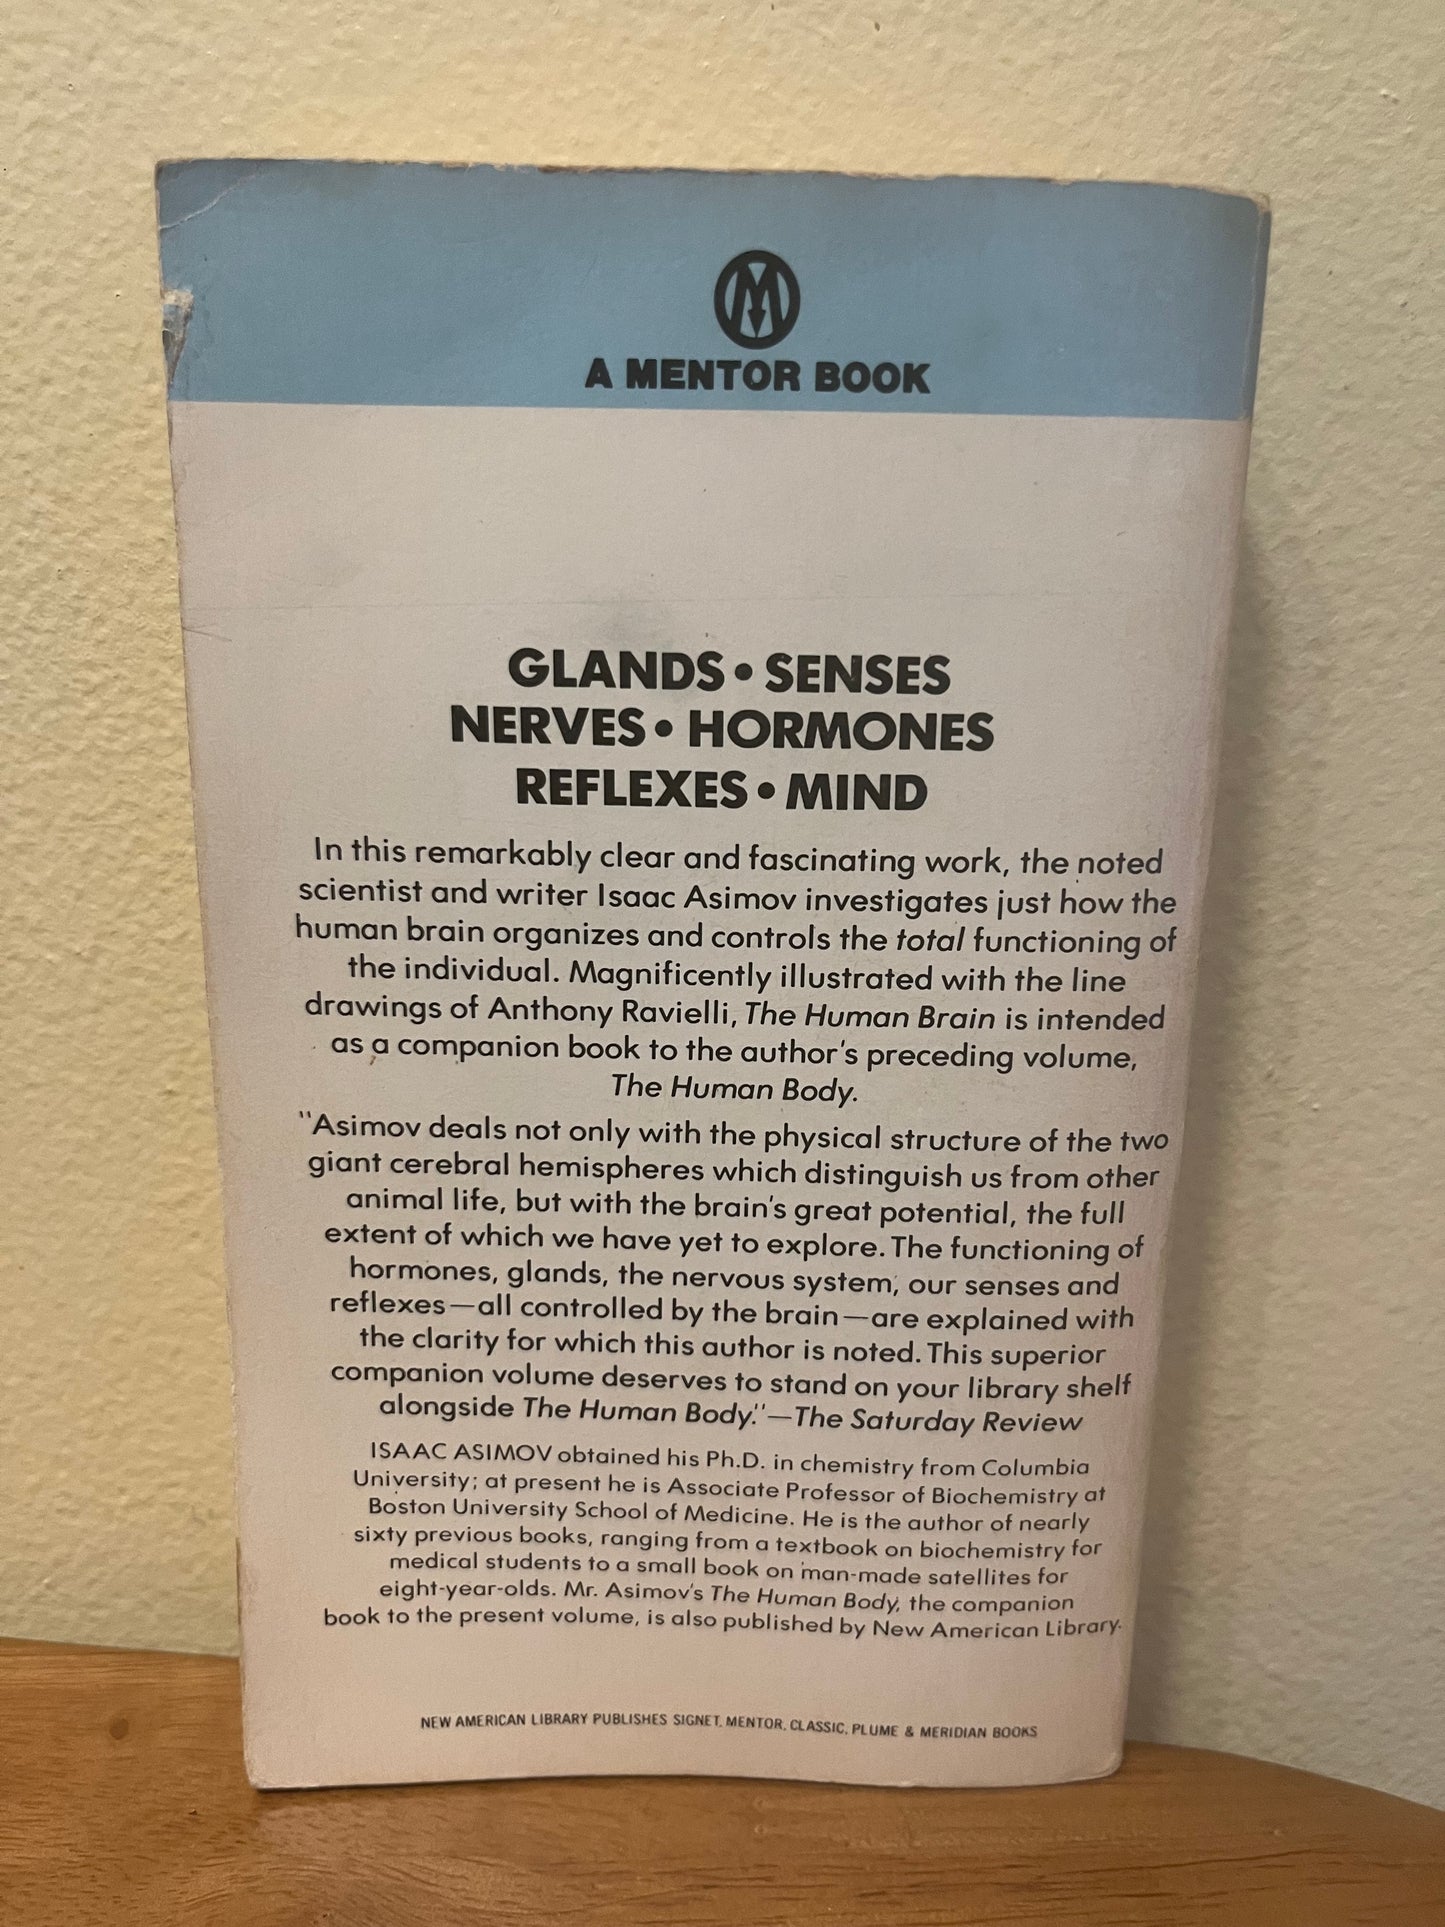 M
A MENTOR BOOK
GLANDS • SENSES
NERVES • HORMONES
REFLEXES • MIND
In this remarkably clear and fascinating work, the noted
scientist and writer Isaac Asimov investigates just how the
human brain organizes and controls the total functioning of
the individual. Magnificently illustrated with the line
drawings of Anthony Ravielli, The Human Brain is intended
as a companion book to the author's preceding volume,
The Human Body.
"Asimov deals not only with the physical structure of the two
giant cerebral hemispheres which distinguish us from other
animal life, but with the brain's great potential, the full
extent of which we have yet to explore. The functioning of
hormones, glands, the nervous system, our senses and
reflexes—all controlled by the brain—are explained with
the clarity for which this author is noted. This superior
companion volume deserves to stand on your library shelf
alongside The Human Body."—The Saturday Review
ISAAC ASIMOV obtained his Ph.D. in chemistry from Columbia
University; at present he is Associate Professor of Biochemistry at
Boston University School of Medicine. He is the author of nearly
sixty previous books, ranging from a textbook on biochemistry for
medical students to a small book on man-made satellites for
eight-year-olds. Mr. Asimov's The Human Body, the companion
book to the present volume, is also published by New American Library.
NEW AMERICAN LIBRARY PUBLISHES SIGNET, MENTOR, CLASSIC, PLUME & MERIDIAN BOOKS